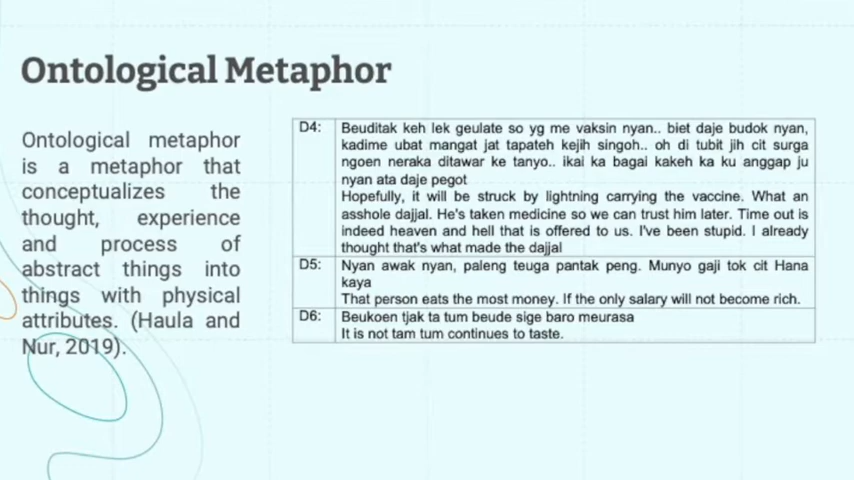 Ontological Metaphor
Ontological metaphor
is a metaphor that
conceptualizes the
thought, experience
and process of
abstract things into
things with physical
attributes. (Haula and
Nur, 2019).
D4: Beuditak keh lek geulate so yg me vaksin nyan.. biet daje budok nyan,
kadime ubat mangat jat tapateh kejih singoh.. oh di tubit jih cit surga
ngoen neraka ditawar ke tanyo.. ikai ka bagai kakeh ka ku anggap ju
nyan ata daje pegot
Hopefully, it will be struck by lightning carrying the vaccine. What an
asshole dajjal. He's taken medicine so we can trust him later. Time out is
indeed heaven and hell that is offered to us. I've been stupid. I already
thought that's what made the dajjal
D5: Nyan awak nyan, paleng teuga pantak peng. Munyo gaji tok cit Hana
kaya
That person eats the most money. If the only salary will not become rich.
D6: Beukoen tjak ta tum beude sige baro meurasa
It is not tam tum continues to taste.